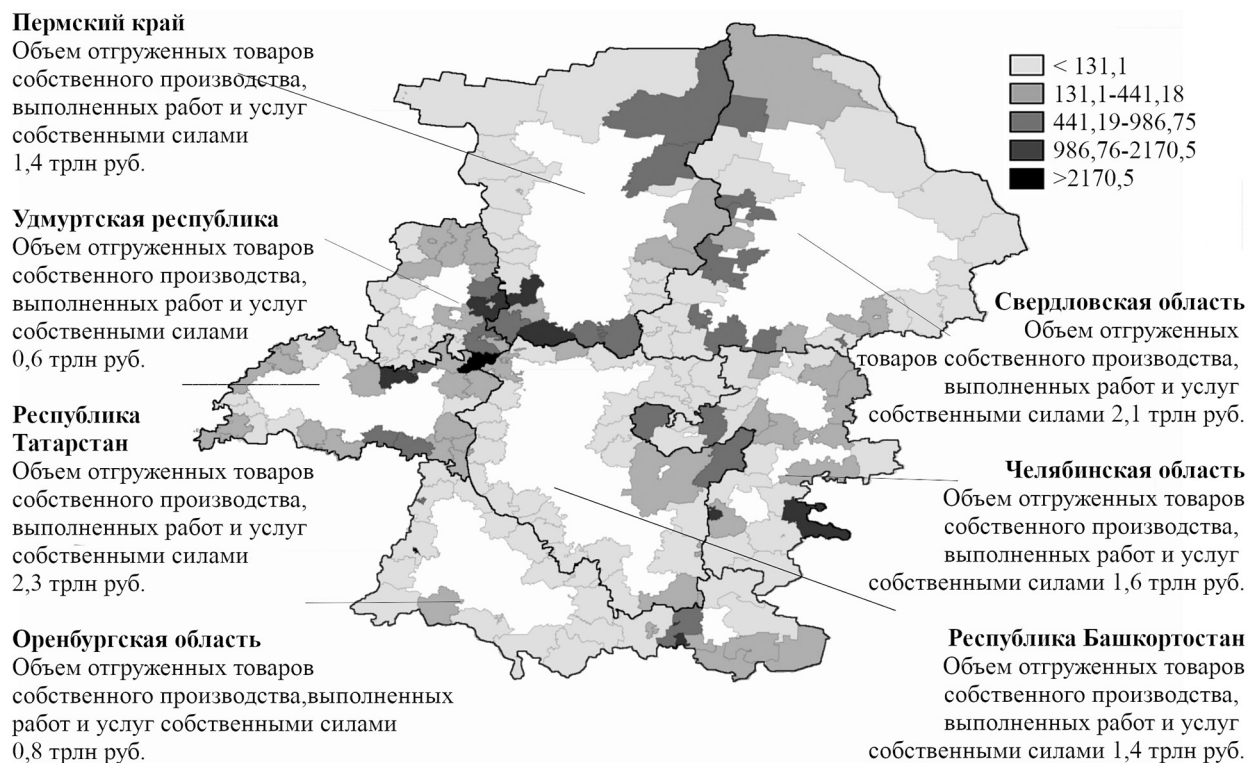 Пермский край
Объем отгруженных товаров
собственного производства,
выполненных работ и услуг
собственными силами
1,4 трлн руб.
Удмуртская республика
Объем отгруженных товаров
собственного производства,
выполненных работ и услуг
собственными силами
0,6 трлн руб.
Республика
Татарстан
Объем отгруженных товаров
собственного производства,
выполненных работ и услуг
собственными силами
2,3 трлн руб.
Оренбургская область
Объем отгруженных товаров
собственного производства,выполненных
работ и услуг собственными силами
0,8 трлн руб.
< 131,1
131,1-441,18
441,19-986,75
986,76-2170,5
>2170,5
Свердловская область
Объем отгруженных
товаров собственного производства,
выполненных работ и услуг
собственными силами 2,1 трлн руб.
Челябинская область
Объем отгруженных товаров
собственного производства,
выполненных работ и услуг
собственными силами 1,6 трлн руб.
Республика Башкортостан
Объем отгруженных товаров
собственного производства,
выполненных работ и услуг
собственными силами 1,4 трлн руб.